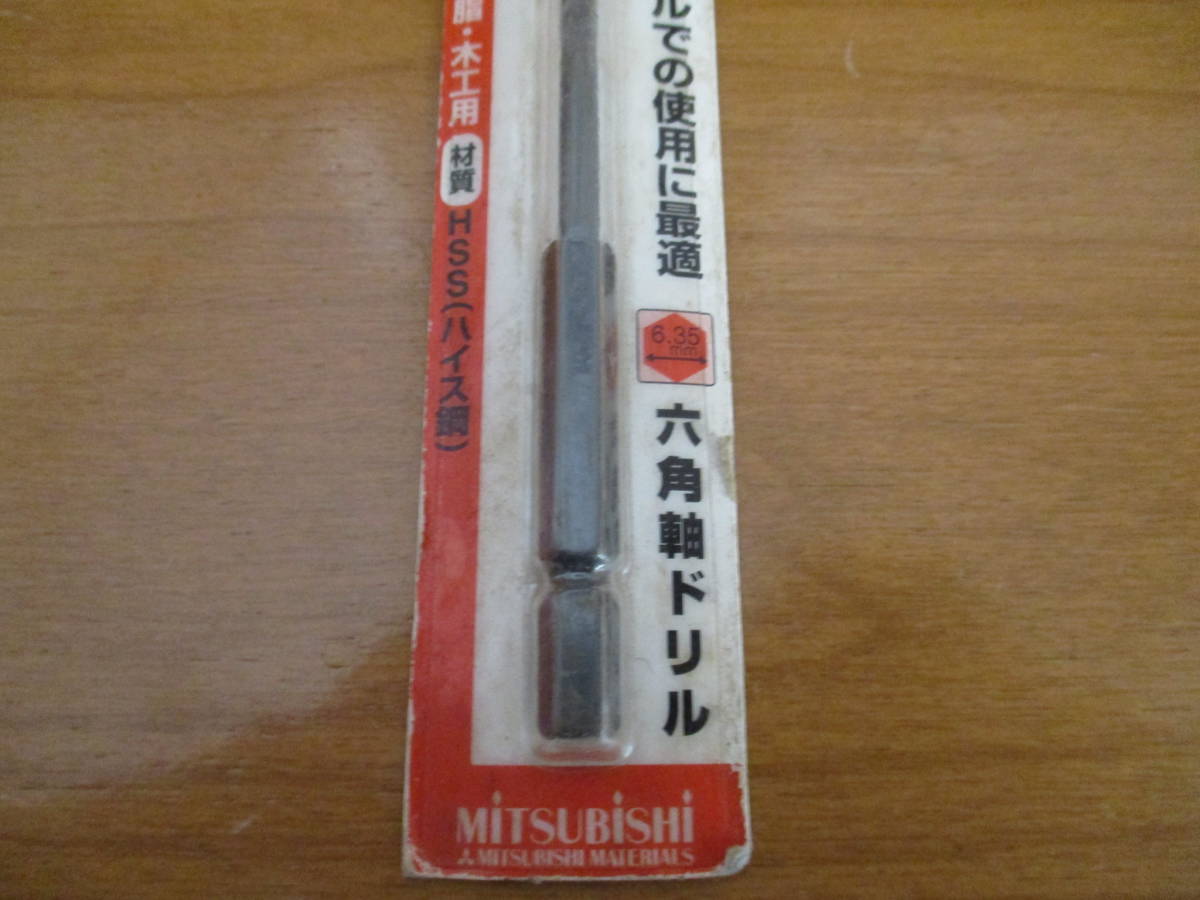 ルでの使用に最適
6.35
mm
六角軸ドリル
脂・木工用 材質 HSS(ハイス鋼)
MITSUBISHI
MITSUBISHI MATERIALS